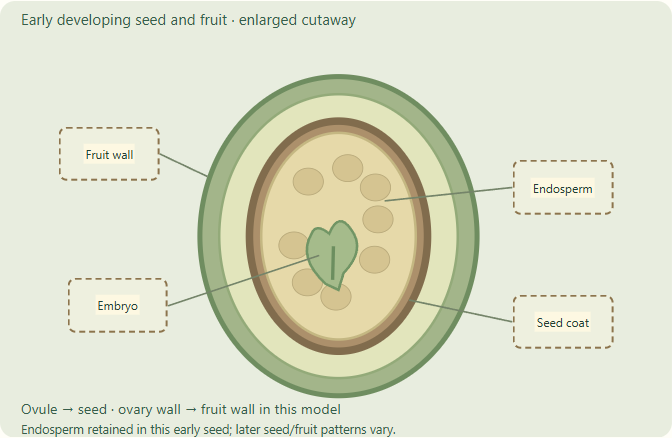 Early developing seed and fruit · enlarged cutaway
Fruit wall
Endosperm
Embryo
Seed coat
Ovule → seed · ovary wall → fruit wall in this model
Endosperm retained in this early seed; later seed/fruit patterns vary.